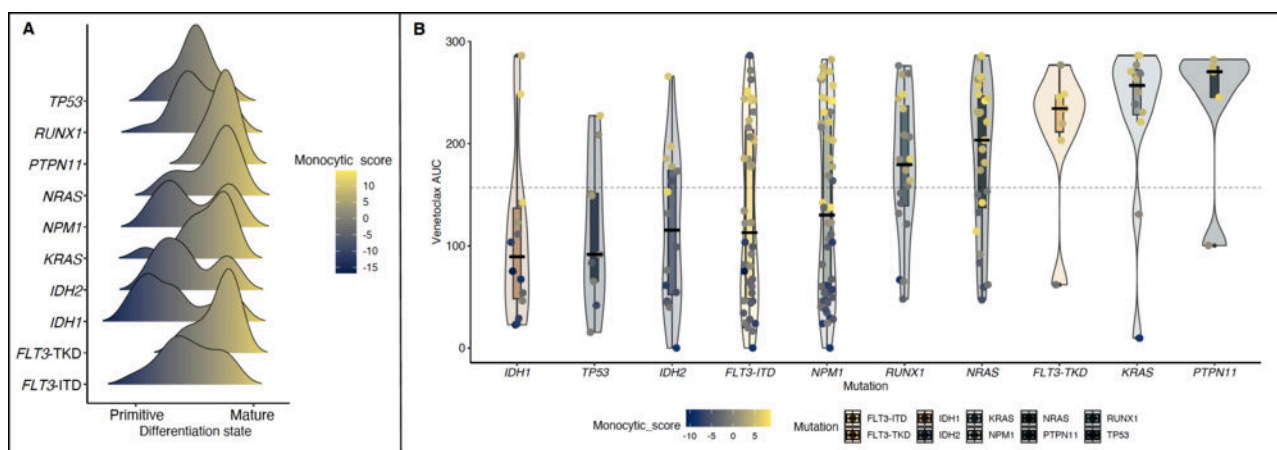 A
TP53
RUNX1
PTPN11
NRAS
NPM1
KRAS
IDH2
IDH1
FLT3-TKD
FLT3-ITD
Primitive Mature
Differentiation state
Monocytic score
10
5
0
-5
-10
-15
B
Venetoclax AUC
300
200
100
0
IDH1 TP53 IDH2 FLT3-ITD NPM1 RUNX1 NRAS FLT3-TKD KRAS PTPN11
Mutation
Monocytic_score
-10 -5 0 5
Mutation
FLT3-ITD IDH1 KRAS NRAS RUNX1
FLT3-TKD IDH2 NPM1 PTPN11 TP53